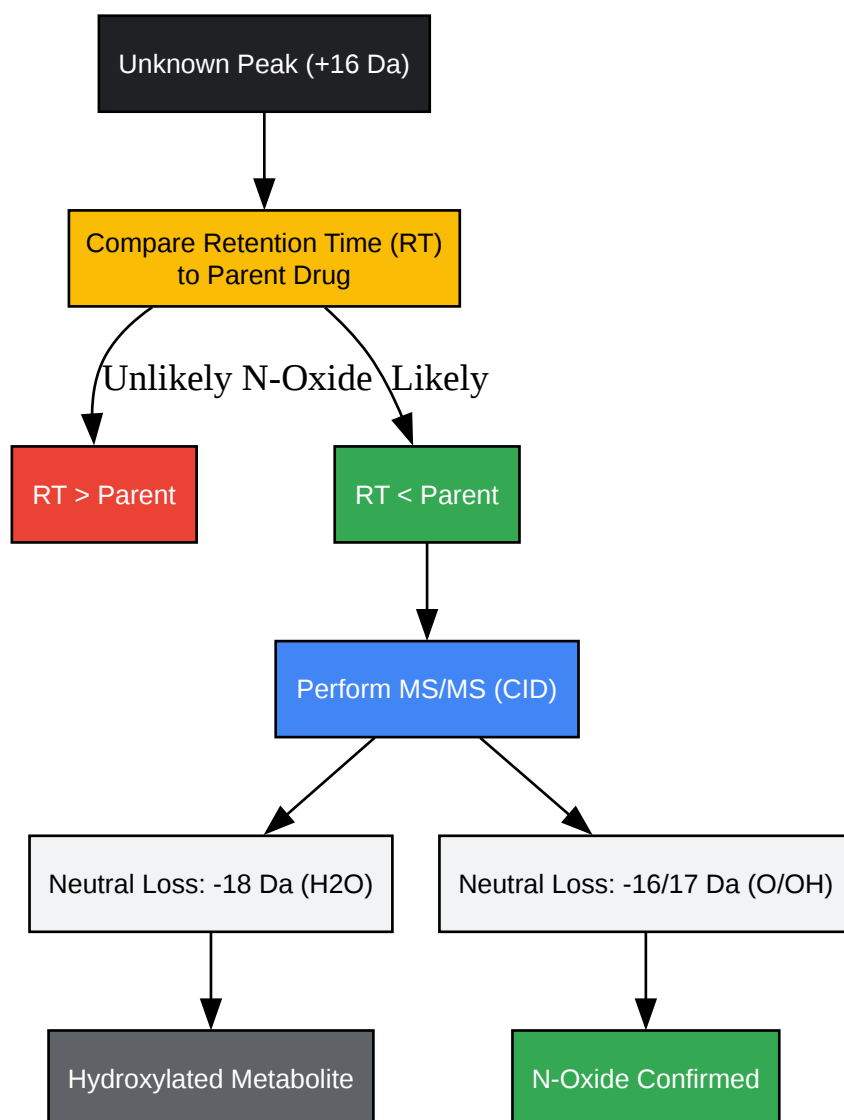 Unknown Peak (+16 Da)
Compare Retention Time (RT)
to Parent Drug
Unlikely N-Oxide
Likely
RT > Parent
RT < Parent
Perform MS/MS (CID)
Neutral Loss: -18 Da (H2O)
Neutral Loss: -16/17 Da (O/OH)
Hydroxylated Metabolite
N-Oxide Confirmed